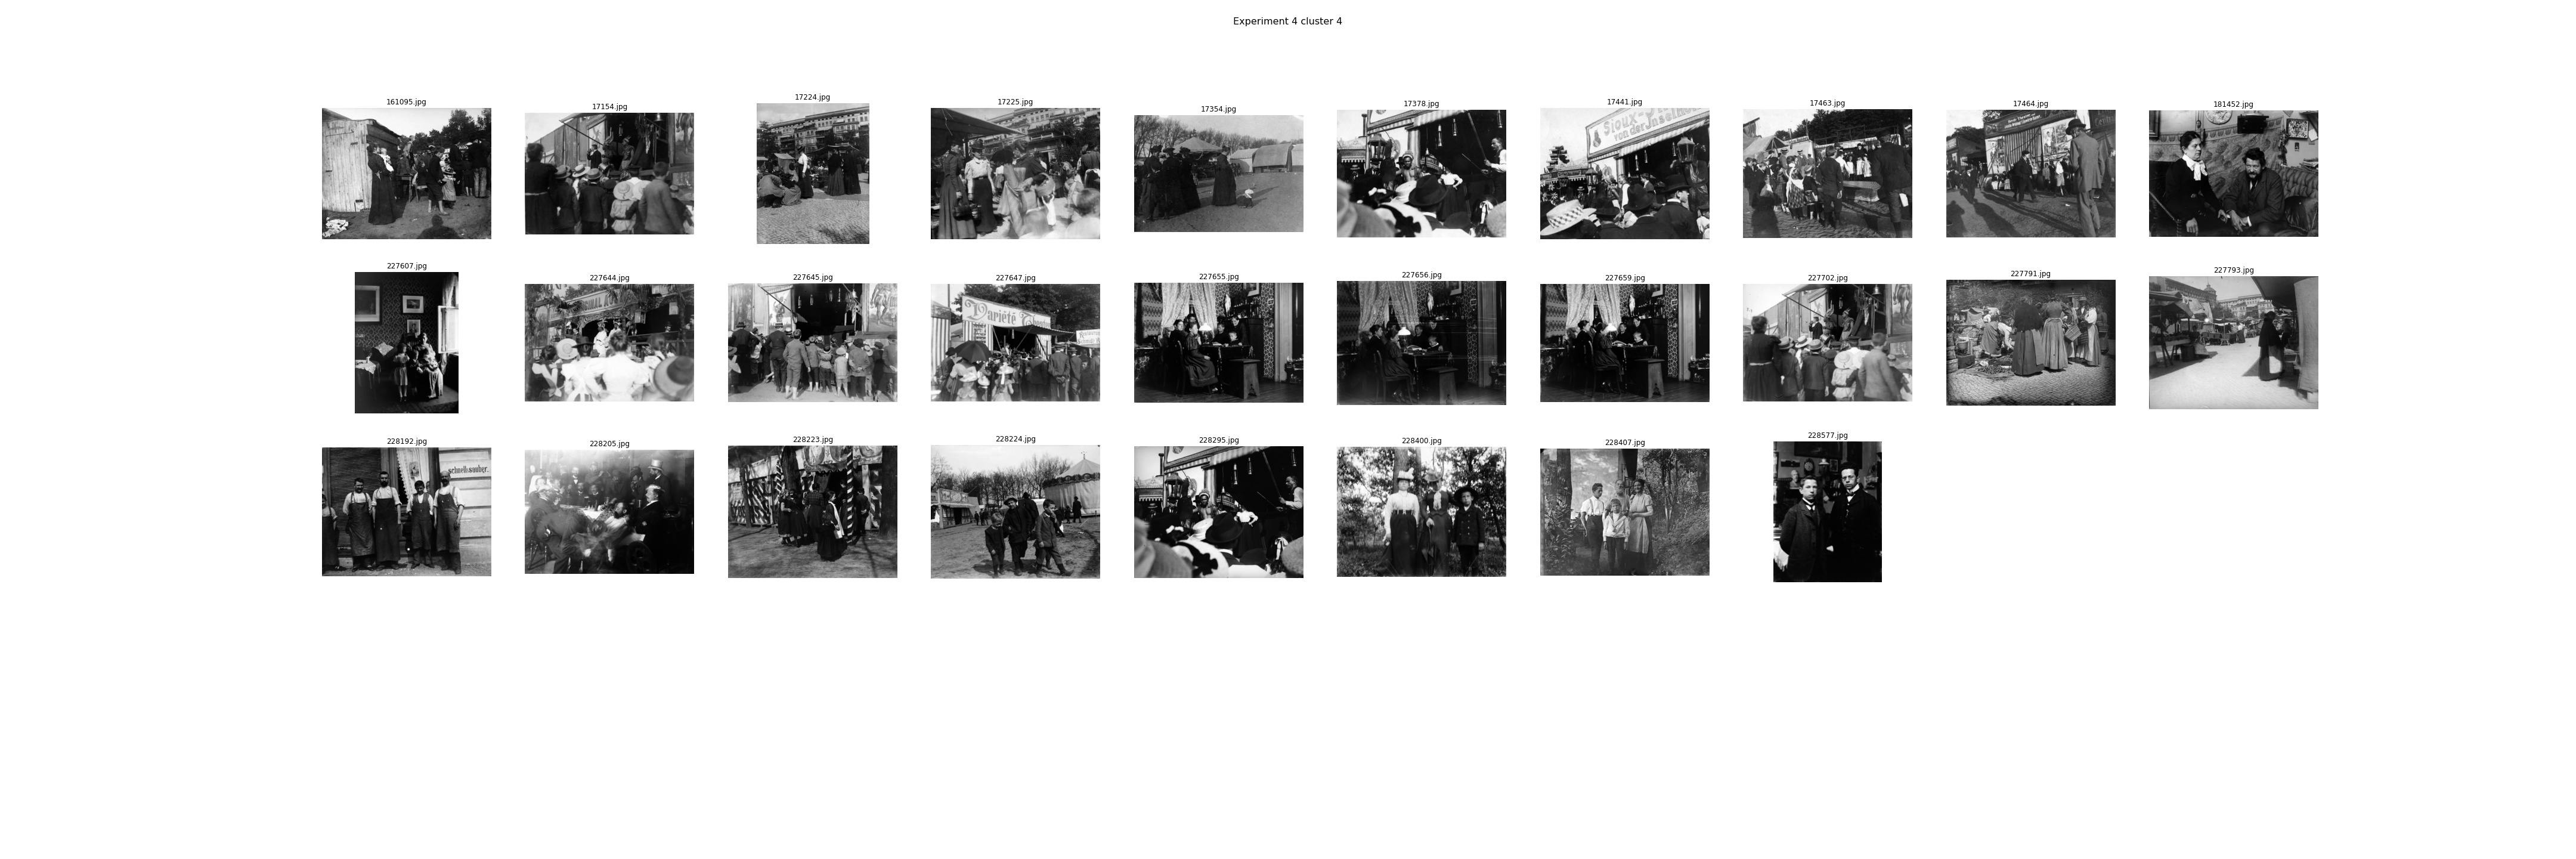 Experiment 4 cluster 4
161095.jpg
17154.jpg
17224.jpg
17225.jpg
17354.jpg
17378.jpg
17441.jpg
17463.jpg
17464.jpg
181452.jpg
Sioux-
von der Insel
227607.jpg
227644.jpg
227645.jpg
227647.jpg
227655.jpg
227656.jpg
227659.jpg
227702.jpg
227791.jpg
227793.jpg
Variété
228192.jpg
228205.jpg
228223.jpg
228224.jpg
228295.jpg
228400.jpg
228407.jpg
228577.jpg
schnell u. sauber.